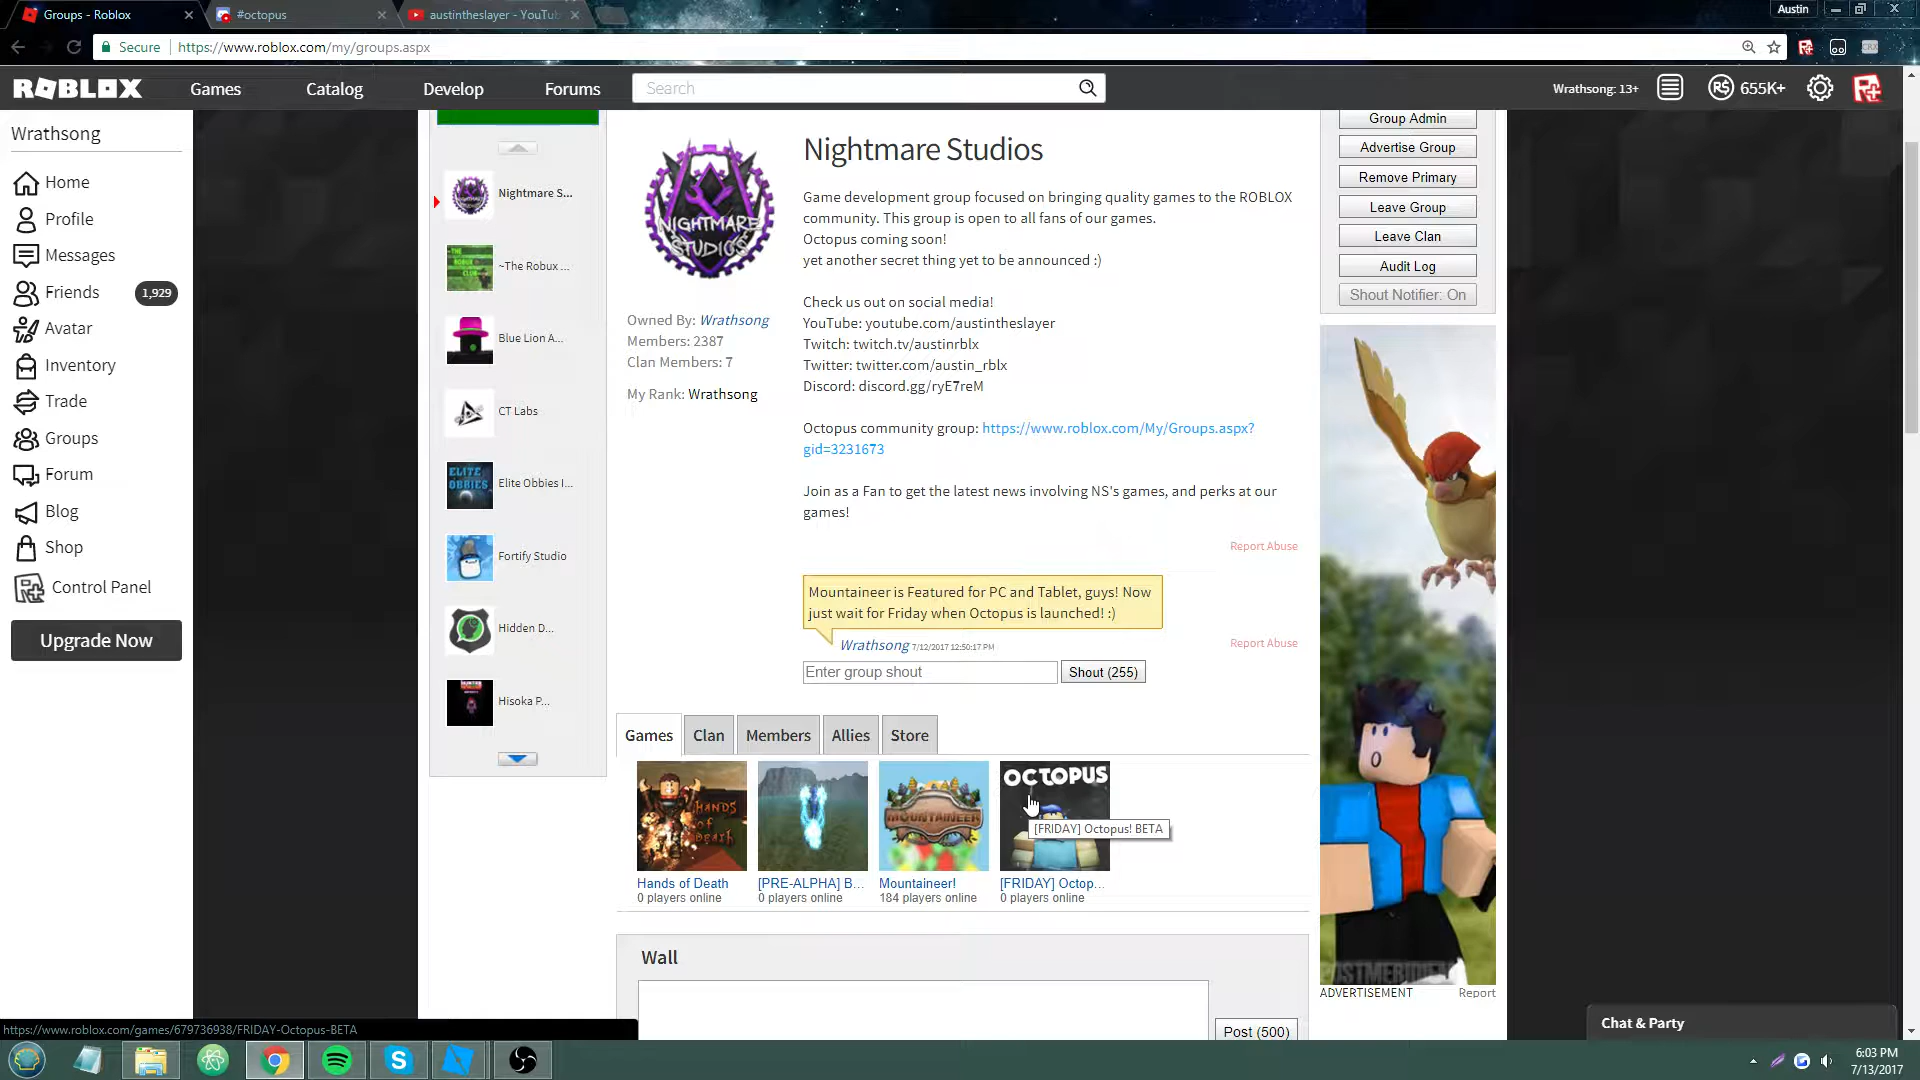 Groups - Roblox
#octopus
austintheslayer - YouTu
Austin
Secure
https://www.roblox.com/my/groups.aspx
ROBLOX
Games
Catalog
Develop
Forums
Search
Wrathsong: 13+
655K+
Wrathsong
Home
Profile
Messages
Friends
1,929
Avatar
Inventory
Trade
Groups
Forum
Blog
Shop
Control Panel
Upgrade Now
Nightmare S...
~The Robux ...
Blue Lion A...
CT Labs
Elite Obbies I...
Fortify Studio
Hidden D...
Hisoka P...
ELITE
OBBIES
NIGHTMARE
STUDIOS
Owned By: Wrathsong
Members: 2387
Clan Members: 7
My Rank: Wrathsong
Nightmare Studios
Game development group focused on bringing quality games to the ROBLOX
community. This group is open to all fans of our games.
Octopus coming soon!
yet another secret thing yet to be announced :)
Check us out on social media!
YouTube: youtube.com/austintheslayer
Twitch: twitch.tv/austinrblx
Twitter: twitter.com/austin_rblx
Discord: discord.gg/ryE7reM
Octopus community group: https://www.roblox.com/My/Groups.aspx?
gid=3231673
Join as a Fan to get the latest news involving NS's games, and perks at our
games!
Report Abuse
Mountaineer is Featured for PC and Tablet, guys! Now
just wait for Friday when Octopus is launched! :)
Wrathsong 7/12/2017 12:50:17 PM
Report Abuse
Enter group shout
Shout (255)
Games
Clan
Members
Allies
Store
HANDS
OF
DEATH
MOUNTAINEER
OCTOPUS
[FRIDAY] Octopus! BETA
Hands of Death
0 players online
[PRE-ALPHA] B...
0 players online
Mountaineer!
184 players online
[FRIDAY] Octop...
0 players online
Wall
Post (500)
Group Admin
Advertise Group
Remove Primary
Leave Group
Leave Clan
Audit Log
Shout Notifier: On
ADVERTISEMENT
Report
Chat & Party
https://www.roblox.com/games/679736938/FRIDAY-Octopus-BETA
6:03 PM
7/13/2017